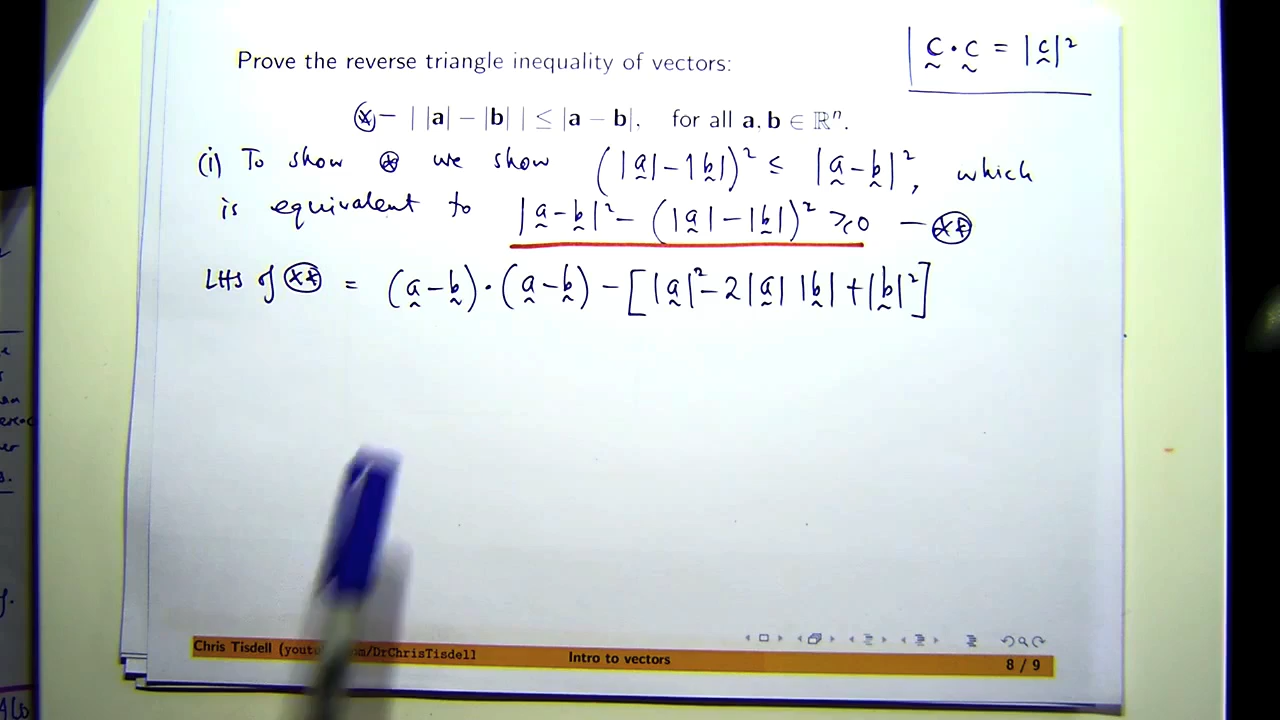 c · c = |c|²
Prove the reverse triangle inequality of vectors:
⊛ — | |a| − |b| | ≤ |a − b|, for all a, b ∈ ℝⁿ.
(i) To show ⊛ we show (|a| − |b|)² ≤ |a − b|², which
is equivalent to |a − b|² − (|a| − |b|)² ≥ 0 — (**)
LHS of (**) = (a − b) · (a − b) − [|a|² − 2|a| |b| + |b|²]
Chris Tisdell (yout om/DrChrisTisdell
Intro to vectors
8 / 9